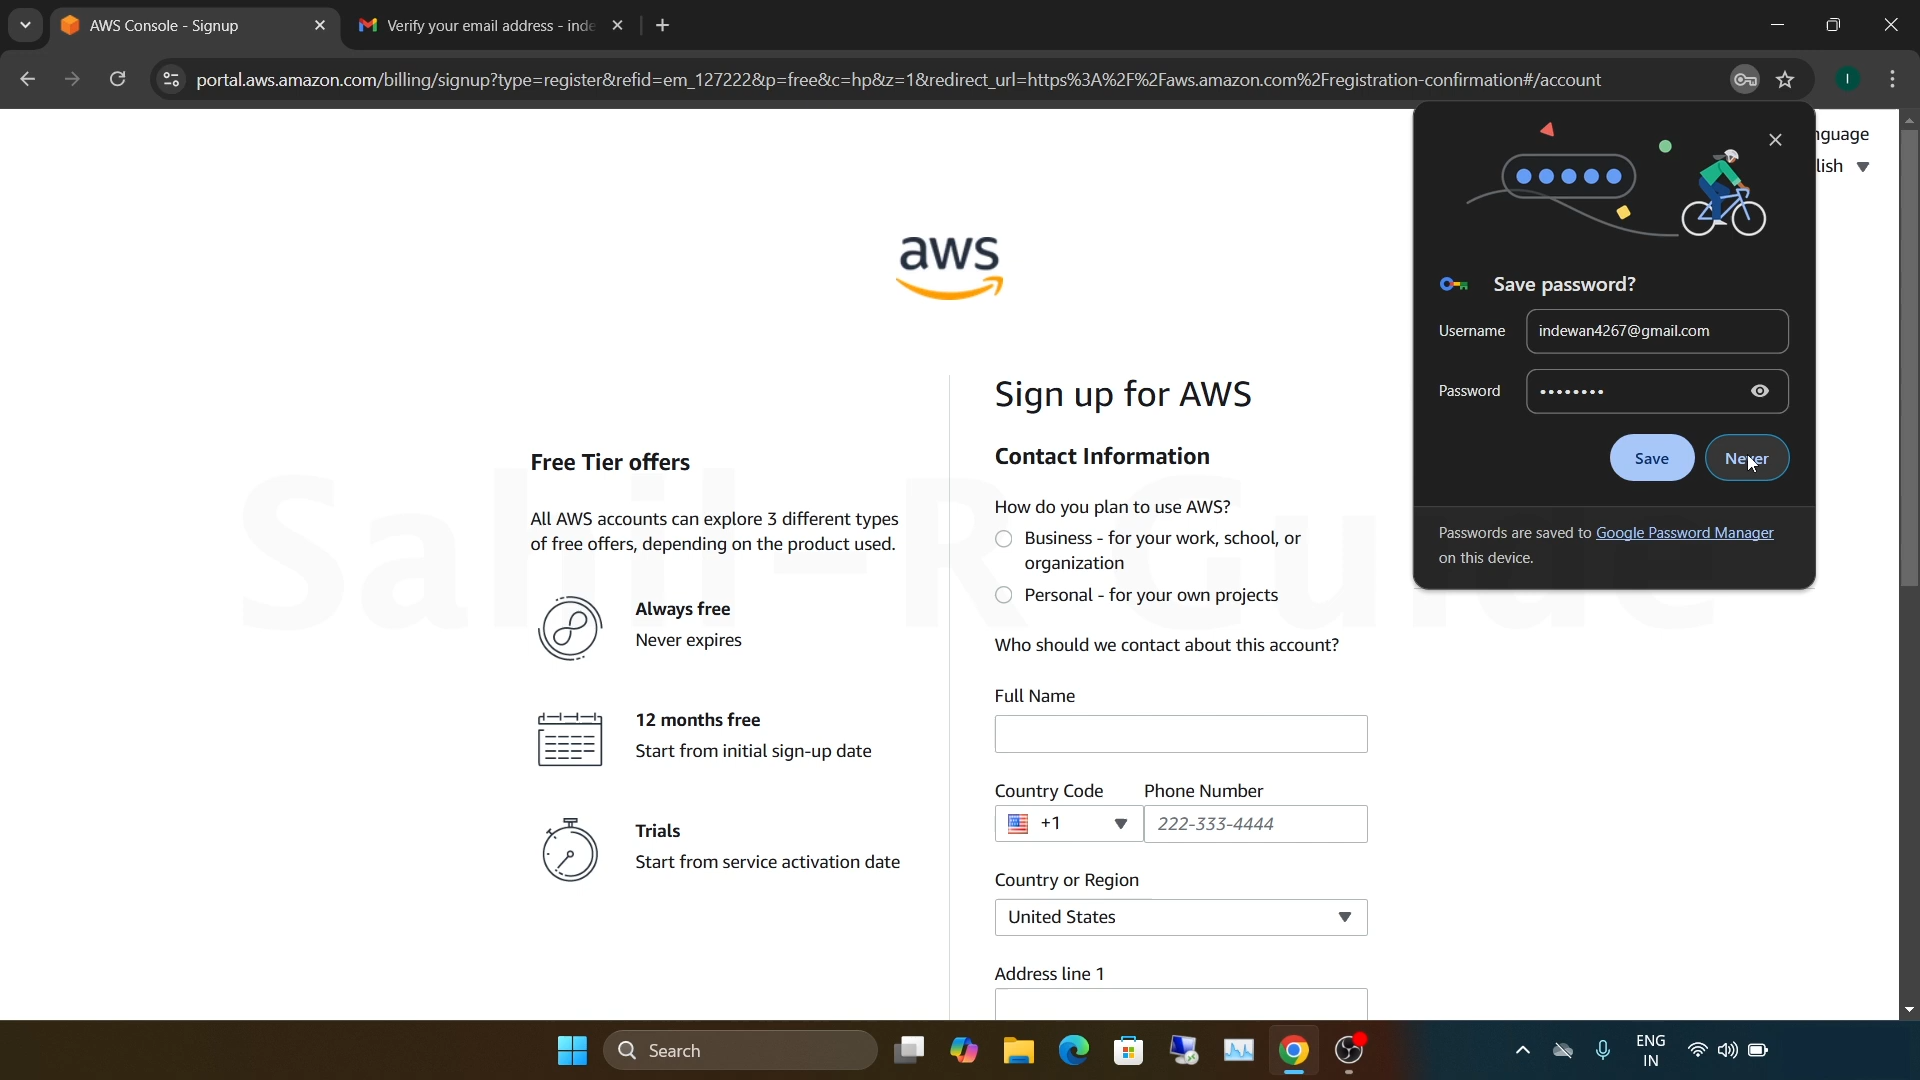 AWS Console - Signup
Verify your email address - inde
portal.aws.amazon.com/billing/signup?type=register&refid=em_127222&p=free&c=hp&z=1&redirect_url=https%3A%2F%2Faws.amazon.com%2Fregistration-confirmation#/account
I
nguage
lish
aws
Save password?
Username
indewan4267@gmail.com
Password
••••••••
Save
Never
Passwords are saved to Google Password Manager
on this device.
Sahil-R Guide
Free Tier offers
All AWS accounts can explore 3 different types
of free offers, depending on the product used.
Always free
Never expires
12 months free
Start from initial sign-up date
Trials
Start from service activation date
Sign up for AWS
Contact Information
How do you plan to use AWS?
Business - for your work, school, or
organization
Personal - for your own projects
Who should we contact about this account?
Full Name
Country Code
Phone Number
+1
222-333-4444
Country or Region
United States
Address line 1
Search
ENG
IN